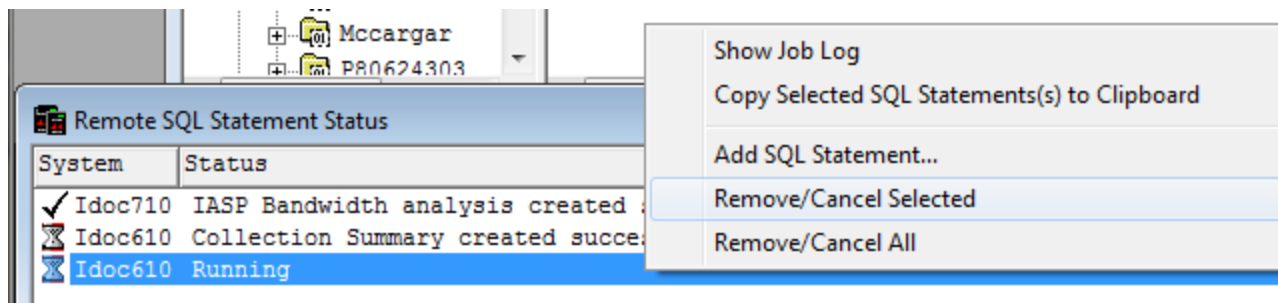 Mccargar
P80624303
Remote SQL Statement Status
System Status
Idoc710 IASP Bandwidth analysis created
Idoc610 Collection Summary created succe
Idoc610 Running
Show Job Log
Copy Selected SQL Statements(s) to Clipboard
Add SQL Statement...
Remove/Cancel Selected
Remove/Cancel All